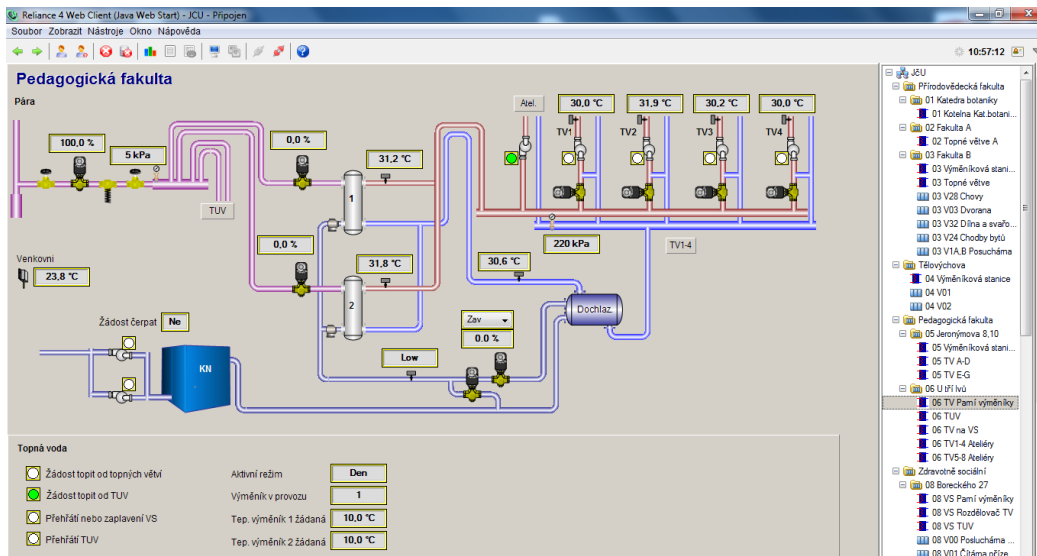 Reliance 4 Web Client (Java Web Start) - JCU - Připojen
Soubor Zobrazit Nástroje Okno Nápověda
10:57:12
Pedagogická fakulta
Pára
100,0 %
5 kPa
0,0 %
31,2 °C
Atel.
30,0 °C
31,9 °C
30,2 °C
30,0 °C
TV1
TV2
TV3
TV4
1
TUV
0,0 %
220 kPa
TV1-4
Venkovní
23,8 °C
31,8 °C
30,6 °C
2
Dochlaz.
Žádost čerpat Ne
Zav
0.0 %
Low
KN
Topná voda
Žádost topit od topných větví
Žádost topit od TUV
Přehřátí nebo zaplavení VS
Přehřátí TUV
Aktivní režim Den
Výměník v provozu 1
Tep. výměník 1 žádaná 10,0 °C
Tep. výměník 2 žádaná 10,0 °C
JčU
Přírodovědecká fakulta
01 Katedra botaniky
01 Kotelna Kat.botani...
02 Fakulta A
02 Topné větve A
03 Fakulta B
03 Výměníková stani...
03 Topné větve
03 V28 Chovy
03 V03 Dvorana
03 V32 Dílna a svařo...
03 V24 Chodby bytů
03 V1A,B Posuchárna
Tělovýchova
04 Výměníková stanice
04 V01
04 V02
Pedagogická fakulta
05 Jeronýmova 8,10
05 Výměníková stani...
05 TV A-D
05 TV E-G
06 U tří lvů
06 TV Parní výměníky
06 TUV
06 TV na VS
06 TV1-4 Ateliéry
06 TV5-8 Ateliéry
Zdravotně sociální
08 Boreckého 27
08 VS Parní výměníky
08 VS Rozdělovač TV
08 VS TUV
08 V00 Poslucharna ...
08 V01 Čítárna příze...